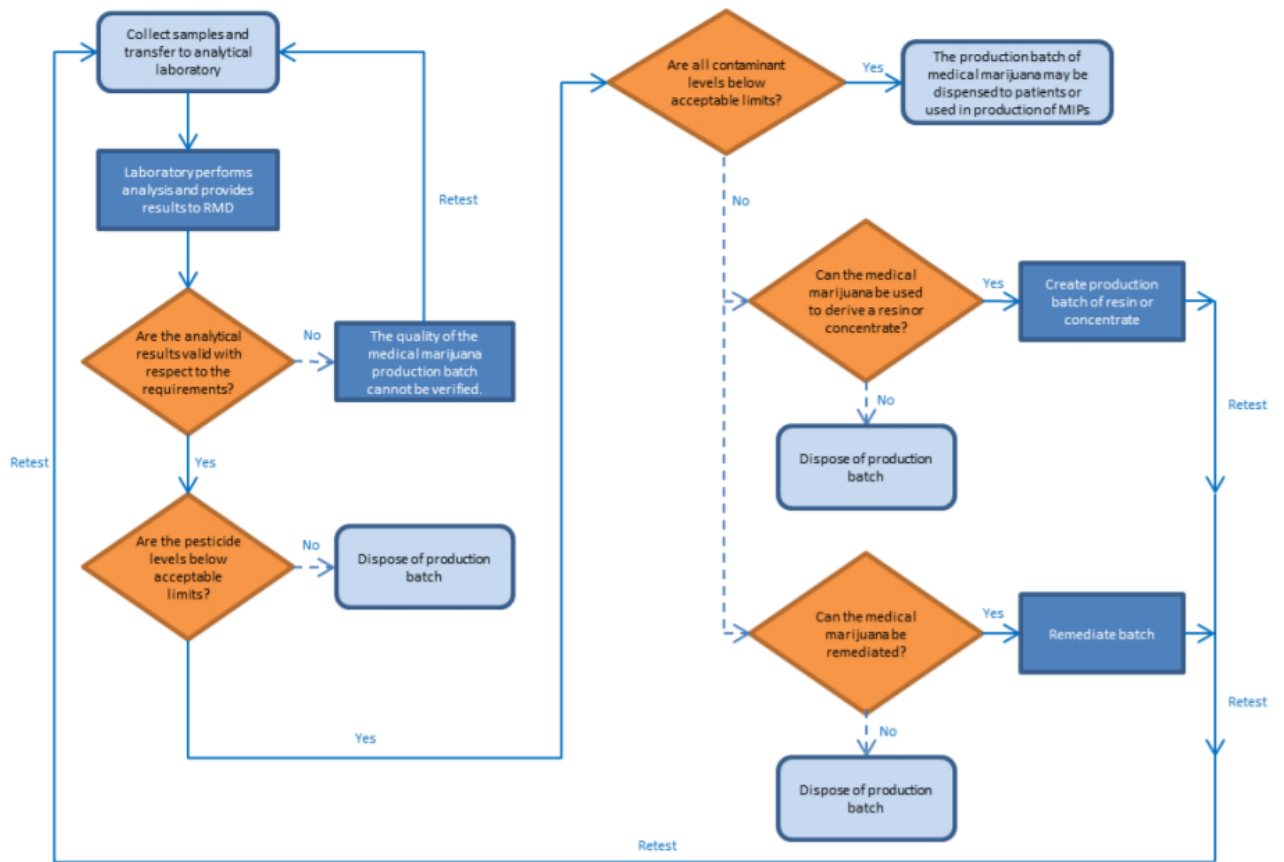 Collect samples and
transfer to analytical
laboratory
Laboratory performs
analysis and provides
results to RMD
Retest
Are the analytical
results valid with
respect to the
requirements?
No
The quality of the
medical marijuana
production batch
cannot be verified.
Retest
Yes
Are the pesticide
levels below
acceptable
limits?
No
Dispose of production
batch
Yes
Are all contaminant
levels below
acceptable limits?
Yes
The production batch of
medical marijuana may be
dispensed to patients or
used in production of MIPs
No
Can the medical
marijuana be used
to derive a resin or
concentrate?
Yes
Create production
batch of resin or
concentrate
No
Retest
Dispose of production
batch
Can the medical
marijuana be
remediated?
Yes
Remediate batch
Retest
No
Dispose of production
batch
Retest